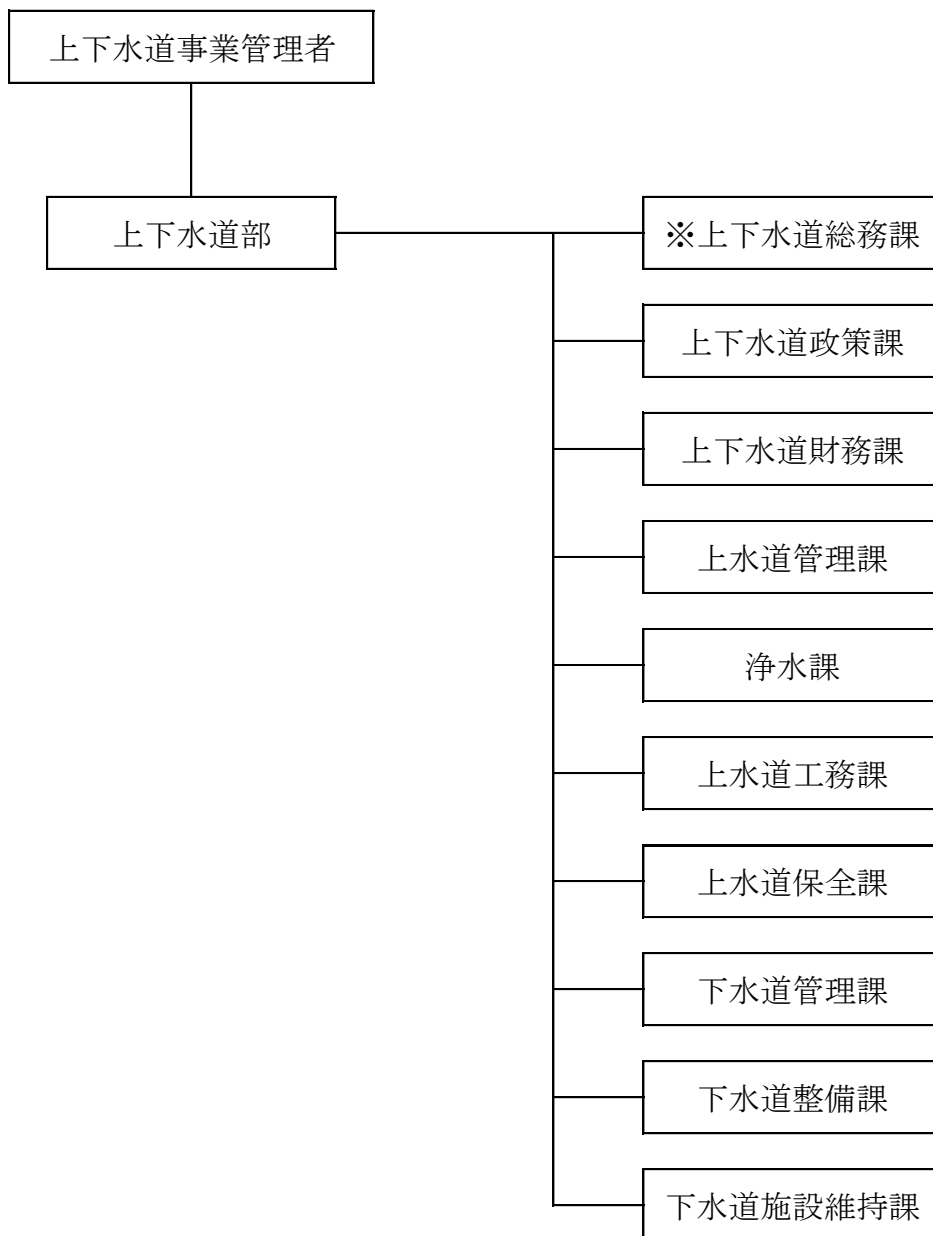 上下水道事業管理者
上下水道部
※上下水道総務課
上下水道政策課
上下水道財務課
上水道管理課
浄水課
上水道工務課
上水道保全課
下水道管理課
下水道整備課
下水道施設維持課